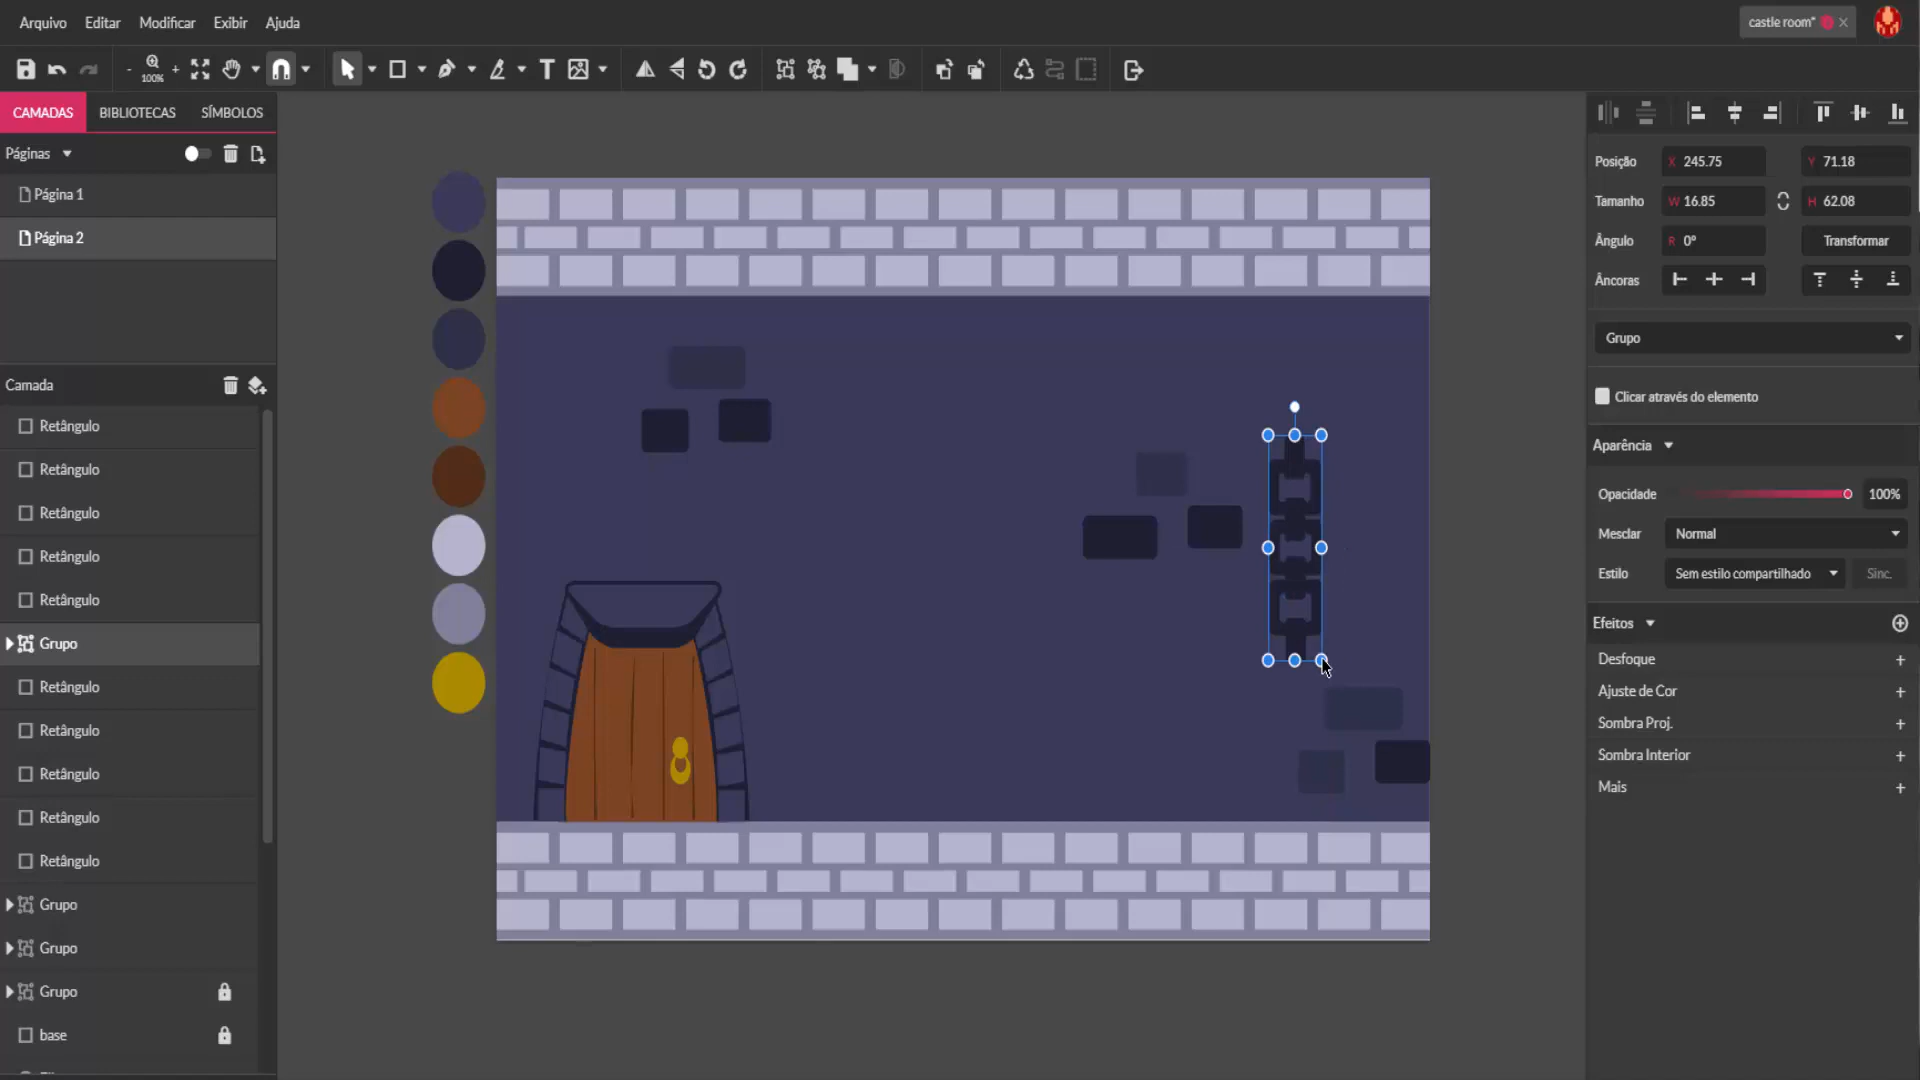 Arquivo Editar Modificar Exibir Ajuda
castle room*
- 100% +
CAMADAS BIBLIOTECAS SÍMBOLOS
Páginas
Página 1
Página 2
Camada
Retângulo
Retângulo
Retângulo
Retângulo
Retângulo
Grupo
Retângulo
Retângulo
Retângulo
Retângulo
Retângulo
Grupo
Grupo
Grupo
base
Posição X 245.75 Y 71.18
Tamanho W 16.85 H 62.08
Ângulo R 0° Transformar
Âncoras
Grupo
Clicar através do elemento
Aparência
Opacidade 100%
Mesclar Normal
Estilo Sem estilo compartilhado Sinc.
Efeitos
Desfoque +
Ajuste de Cor +
Sombra Proj. +
Sombra Interior +
Mais +